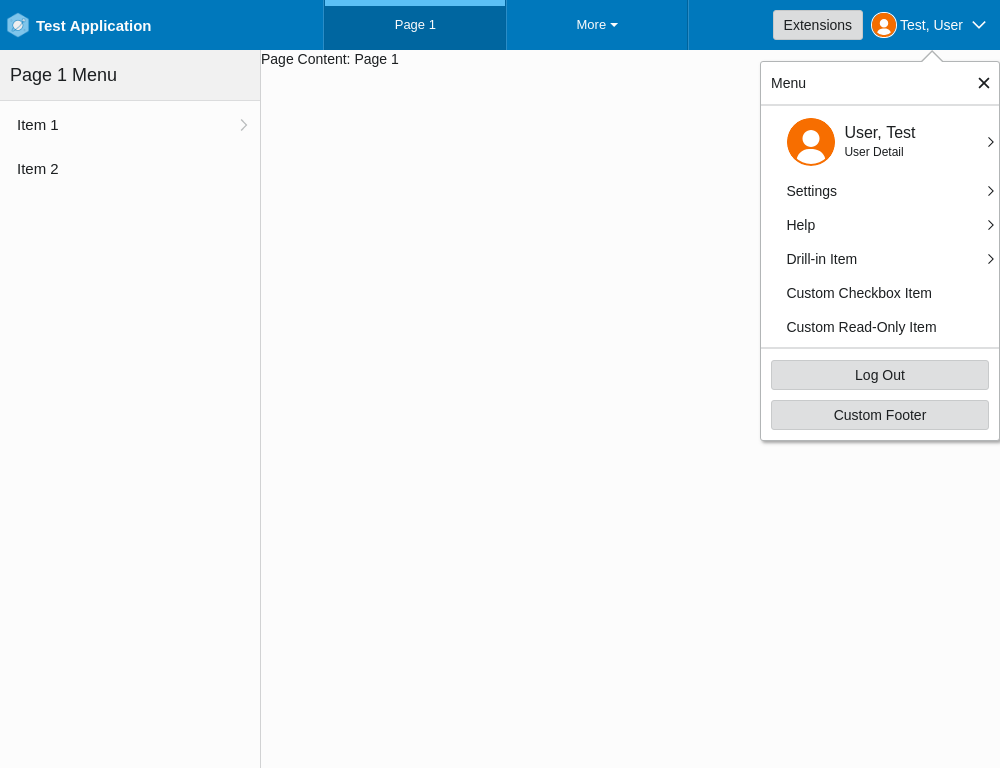 Test Application
Page 1
More
Extensions
Test, User
Page 1 Menu
Item 1
Item 2
Page Content: Page 1
Menu
User, Test
User Detail
Settings
Help
Drill-in Item
Custom Checkbox Item
Custom Read-Only Item
Log Out
Custom Footer